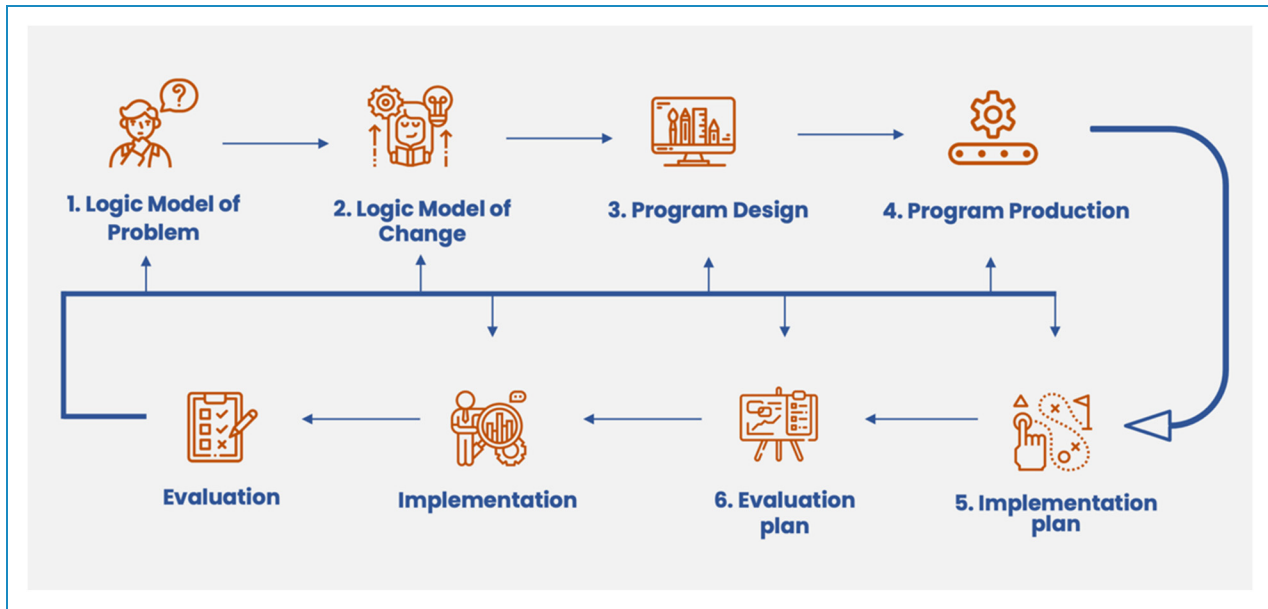 ?
1. Logic Model of
Problem
2. Logic Model of
Change
3. Program Design
4. Program Production
Evaluation
Implementation
6. Evaluation
plan
5. Implementation
plan